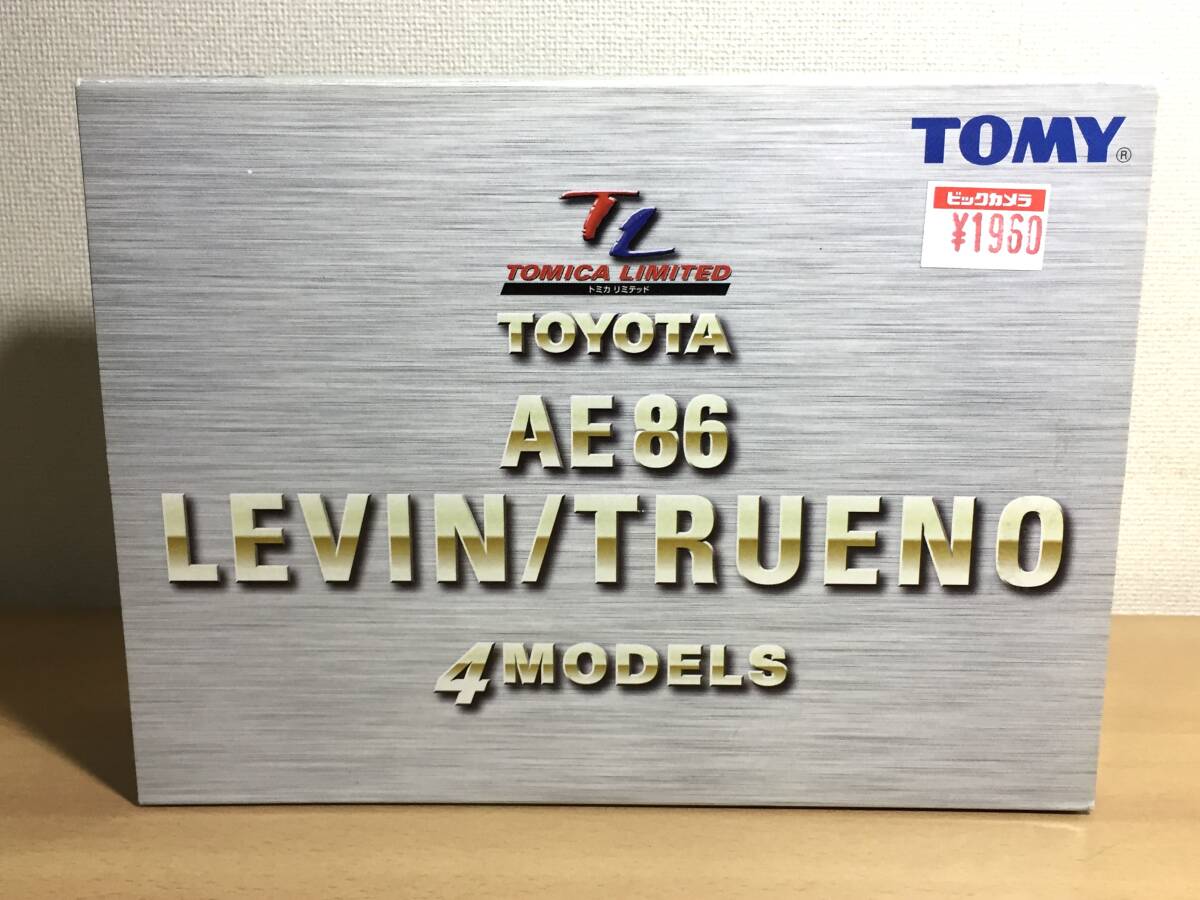 TOMY®
ビックカメラ
¥1960
TL
TOMICA LIMITED
トミカ リミテッド
TOYOTA
AE86
LEVIN/TRUENO
4 MODELS